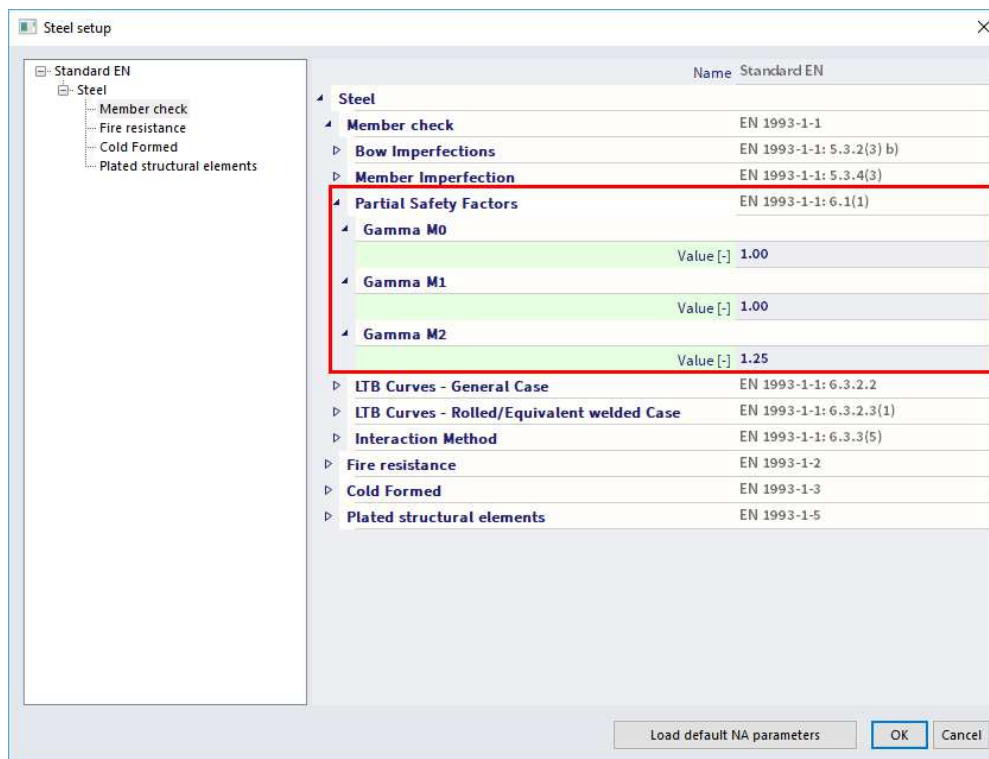 Steel setup
Standard EN
Steel
Member check
Fire resistance
Cold Formed
Plated structural elements
Name Standard EN
Steel
Member check EN 1993-1-1
Bow Imperfections EN 1993-1-1: 5.3.2(3) b)
Member Imperfection EN 1993-1-1: 5.3.4(3)
Partial Safety Factors EN 1993-1-1: 6.1(1)
Gamma M0
Value [-] 1.00
Gamma M1
Value [-] 1.00
Gamma M2
Value [-] 1.25
LTB Curves - General Case EN 1993-1-1: 6.3.2.2
LTB Curves - Rolled/Equivalent welded Case EN 1993-1-1: 6.3.2.3(1)
Interaction Method EN 1993-1-1: 6.3.3(5)
Fire resistance EN 1993-1-2
Cold Formed EN 1993-1-3
Plated structural elements EN 1993-1-5
Load default NA parameters OK Cancel